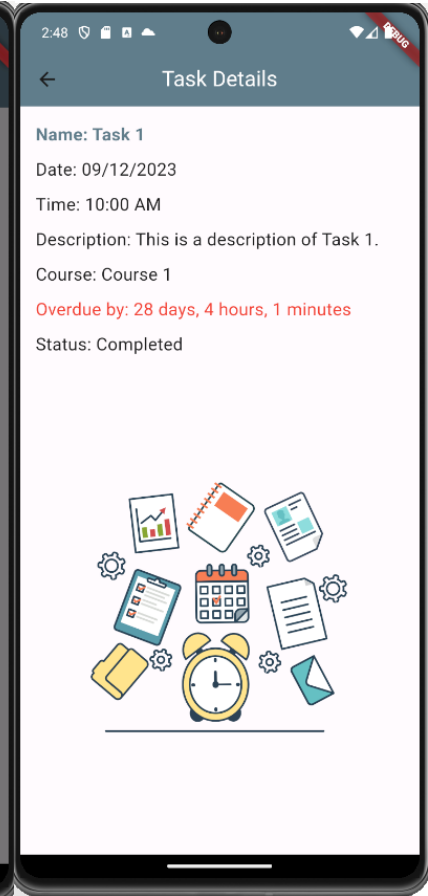 2:48
DEBUG
Task Details
Name: Task 1
Date: 09/12/2023
Time: 10:00 AM
Description: This is a description of Task 1.
Course: Course 1
Overdue by: 28 days, 4 hours, 1 minutes
Status: Completed